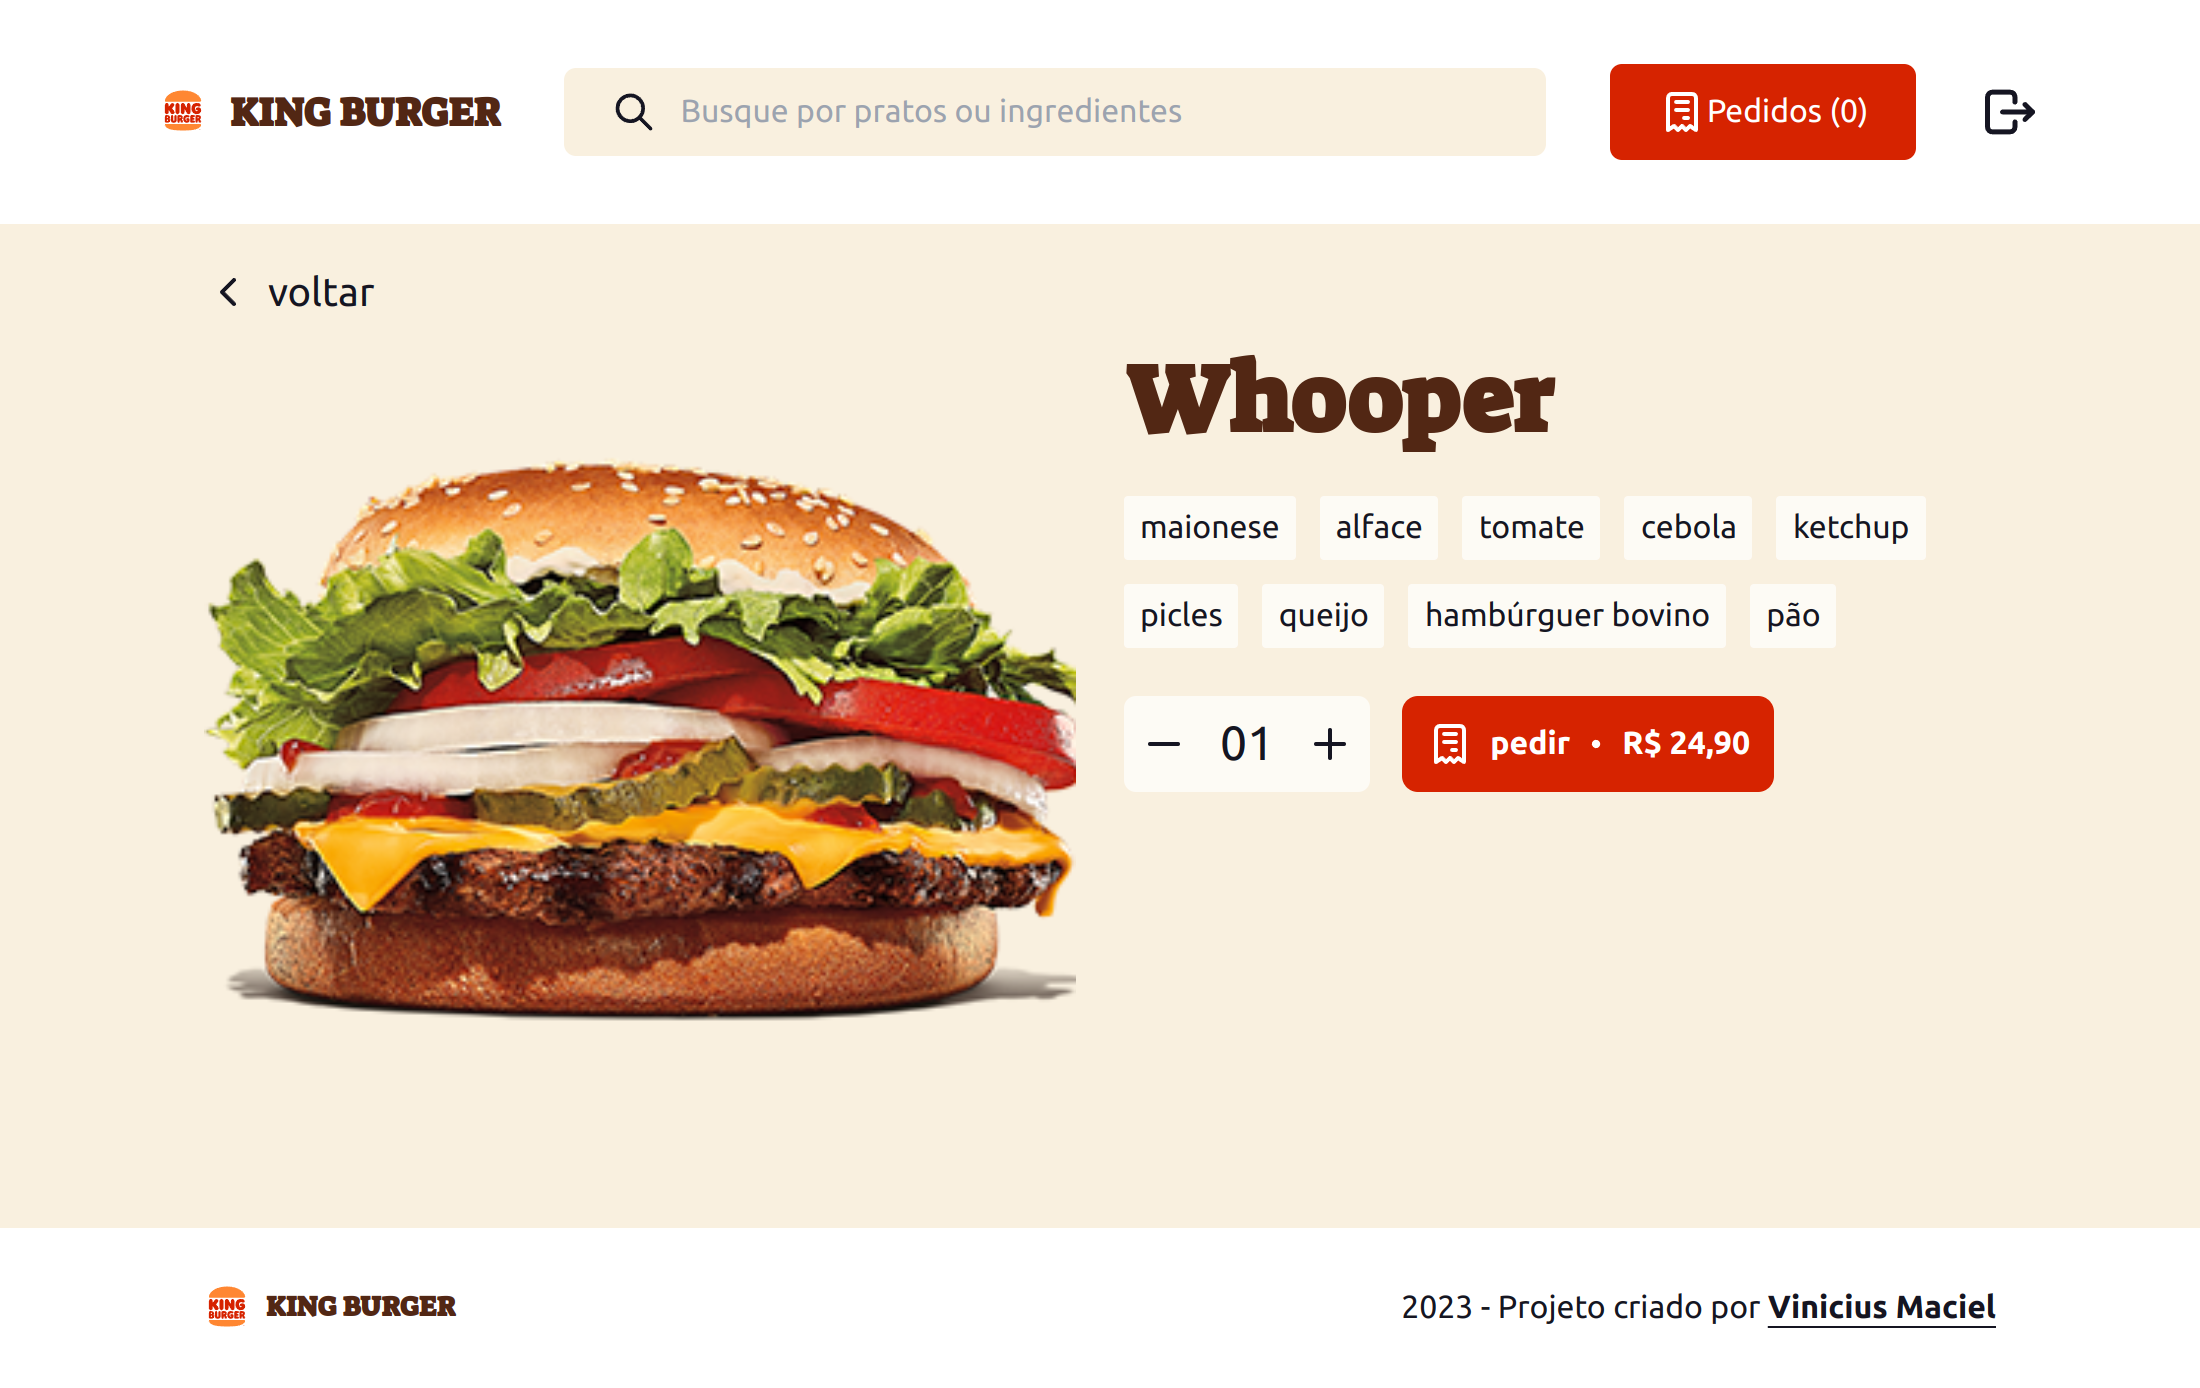 KING BURGER
KING BURGER
Busque por pratos ou ingredientes
Pedidos (0)
voltar
Whooper
maionese
alface
tomate
cebola
ketchup
picles
queijo
hambúrguer bovino
pão
01
pedir • R$ 24,90
KING BURGER
KING BURGER
2023 - Projeto criado por Vinicius Maciel